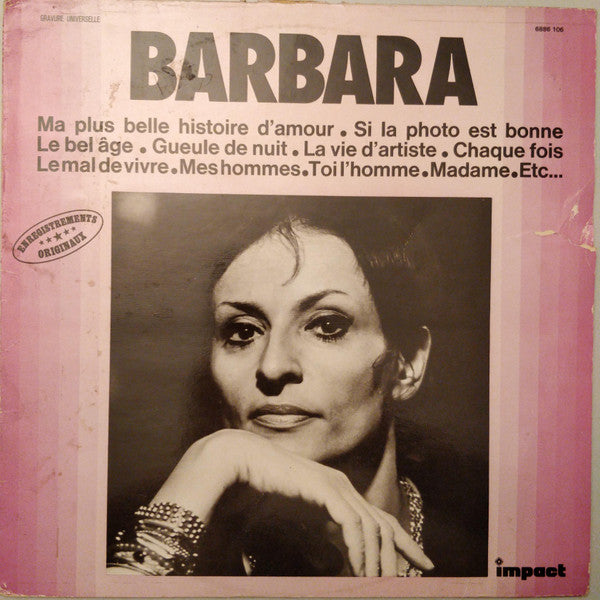 GRAVURE UNIVERSELLE
6886 106
BARBARA
Ma plus belle histoire d'amour • Si la photo est bonne
Le bel âge • Gueule de nuit • La vie d'artiste • Chaque fois
Le mal de vivre • Mes hommes • Toi l'homme • Madame • Etc...
ENREGISTREMENTS
ORIGINAUX
impact